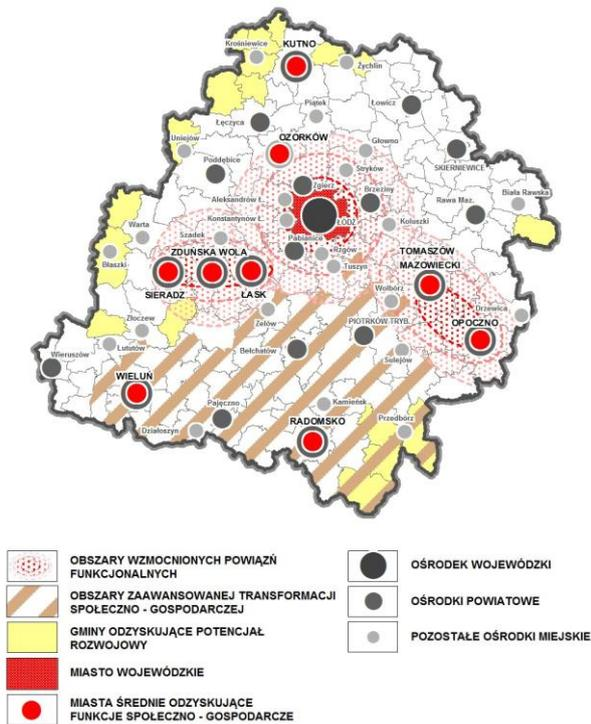 Krośniewice
KUTNO
Żychlin
Piątek
Łowicz
Łęczyca
Uniejów
OZORKÓW
Głowno
Poddębice
Stryków
SKIERNIEWICE
Zgierz
Brzeziny
Aleksandrów Ł.
Rawa Maz.
Biała Rawska
Warta
Konstantynów Ł.
ŁÓDŹ
Koluszki
Szadek
Pabianice
Rzgów
Błaszki
ZDUŃSKA WOLA
Tuszyn
TOMASZÓW
MAZOWIECKI
SIERADZ
ŁASK
Wolbórz
Drzewica
Złoczew
Zelów
PIOTRKÓW TRYB.
OPOCZNO
Lututów
Wieruszów
Bełchatów
Sulejów
WIELUŃ
Pajęczno
Kamieńsk
Działoszyn
RADOMSKO
Przedbórz
OBSZARY WZMOCNIONYCH POWIĄZŃ
FUNKCJONALNYCH
OBSZARY ZAAWANSOWANEJ TRANSFORMACJI
SPOŁECZNO - GOSPODARCZEJ
GMINY ODZYSKUJĄCE POTENCJAŁ
ROZWOJOWY
MIASTO WOJEWÓDZKIE
MIASTA ŚREDNIE ODZYSKUJĄCE
FUNKCJE SPOŁECZNO - GOSPODARCZE
OŚRODEK WOJEWÓDZKI
OŚRODKI POWIATOWE
POZOSTAŁE OŚRODKI MIEJSKIE